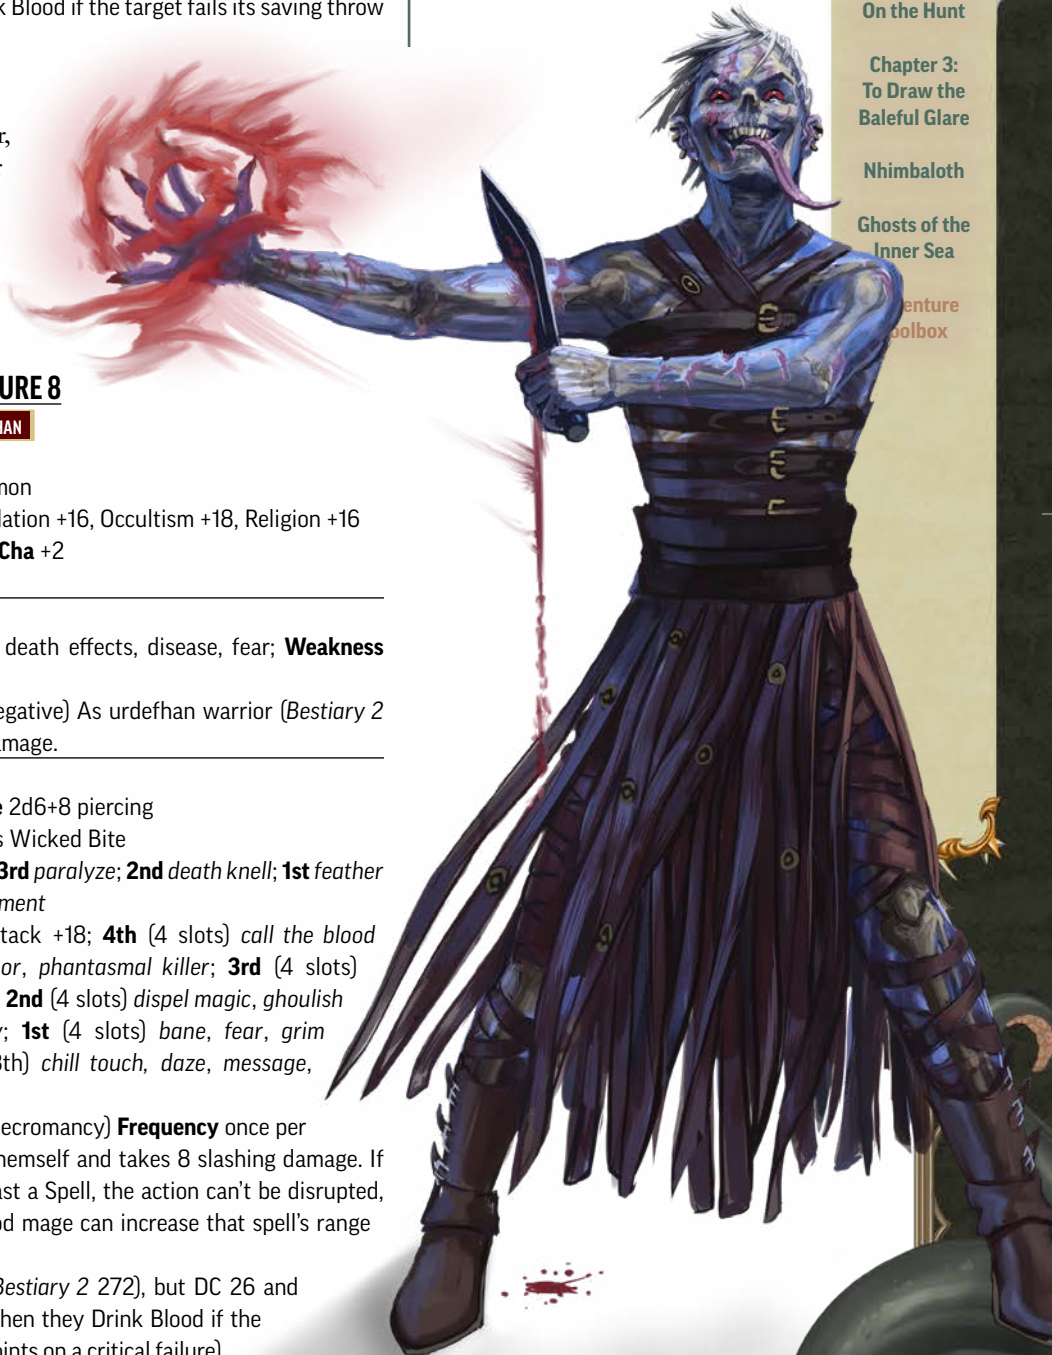 k Blood if the target fails its saving throw
r,
URE 8
HAN
mon
lation +16, Occultism +18, Religion +16
Cha +2
death effects, disease, fear; Weakness
egative) As urdefhan warrior (Bestiary 2
amage.
e 2d6+8 piercing
s Wicked Bite
3rd paralyze; 2nd death knell; 1st feather
ment
tack +18; 4th (4 slots) call the blood
or, phantasmal killer; 3rd (4 slots)
2nd (4 slots) dispel magic, ghoulish
; 1st (4 slots) bane, fear, grim
8th) chill touch, daze, message,
ecromancy) Frequency once per
hemself and takes 8 slashing damage. If
ast a Spell, the action can't be disrupted,
od mage can increase that spell's range
Bestiary 2 272), but DC 26 and
hen they Drink Blood if the
oints on a critical failure)
On the Hunt
Chapter 3:
To Draw the
Baleful Glare
Nhimbaloth
Ghosts of the
Inner Sea
enture
olbox